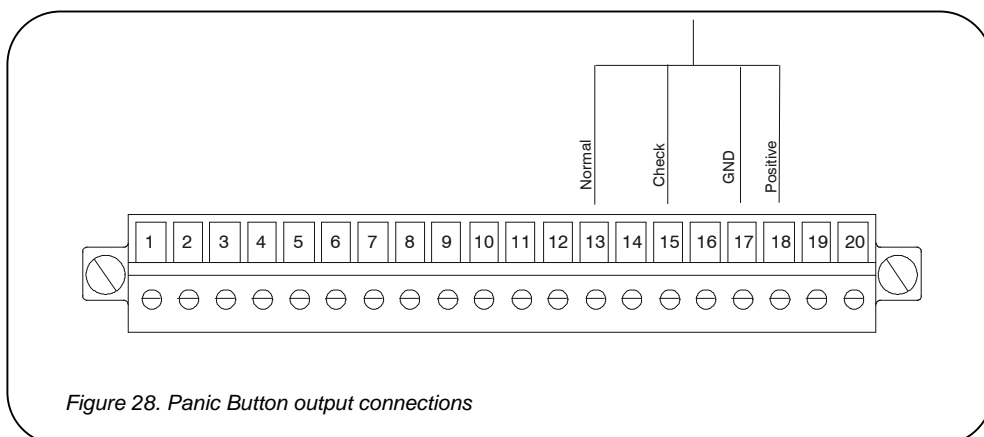 Normal
Check
GND
Positive
1 2 3 4 5 6 7 8 9 10 11 12 13 14 15 16 17 18 19 20
Figure 28. Panic Button output connections